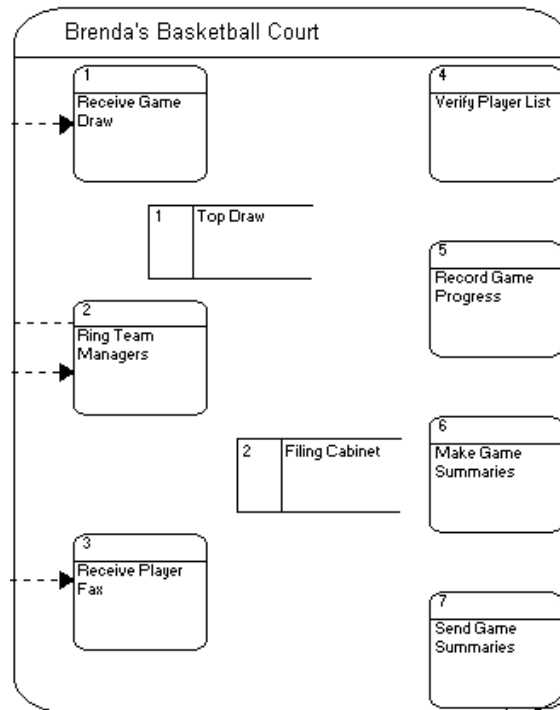 Brenda's Basketball Court
1
Receive Game
Draw
4
Verify Player List
1
Top Draw
5
Record Game
Progress
2
Ring Team
Managers
2
Filing Cabinet
6
Make Game
Summaries
3
Receive Player
Fax
7
Send Game
Summaries